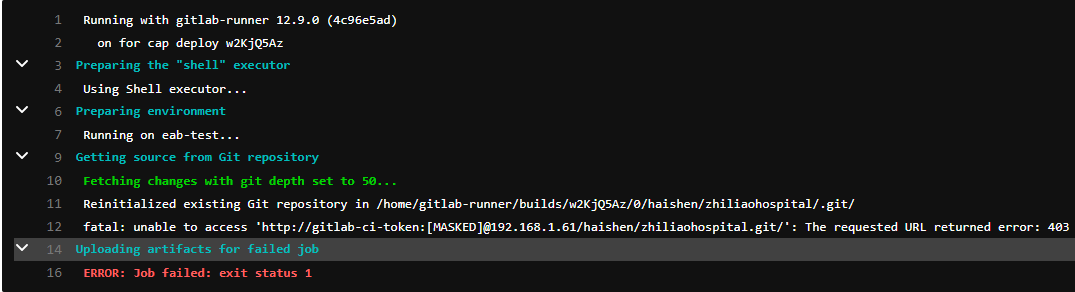 1 Running with gitlab-runner 12.9.0 (4c96e5ad)
2 on for cap deploy w2KjQ5Az
3 Preparing the "shell" executor
4 Using Shell executor...
6 Preparing environment
7 Running on eab-test...
9 Getting source from Git repository
10 Fetching changes with git depth set to 50...
11 Reinitialized existing Git repository in /home/gitlab-runner/builds/w2KjQ5Az/0/haishen/zhiliaohospital/.git/
12 fatal: unable to access 'http://gitlab-ci-token:[MASKED]@192.168.1.61/haishen/zhiliaohospital.git/': The requested URL returned error: 403
14 Uploading artifacts for failed job
16 ERROR: Job failed: exit status 1